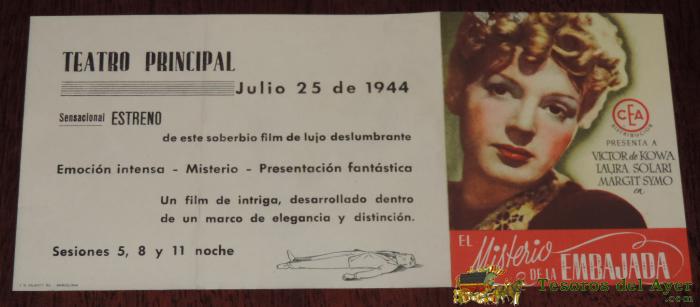 TEATRO PRINCIPAL
Julio 25 de 1944
Sensacional ESTRENO
de este soberbio film de lujo deslumbrante
Emoción intensa - Misterio - Presentación fantástica
Un film de intriga, desarrollado dentro
de un marco de elegancia y distinción.
Sesiones 5, 8 y 11 noche
BARCELONA
CEA
DISTRIBUCION
PRESENTA A
VICTOR de KOWA
LAURA SOLARI
MARGIT SYMO
en
EL Misterio
DE LA EMBAJADA
Tesoros del Ayer
.com